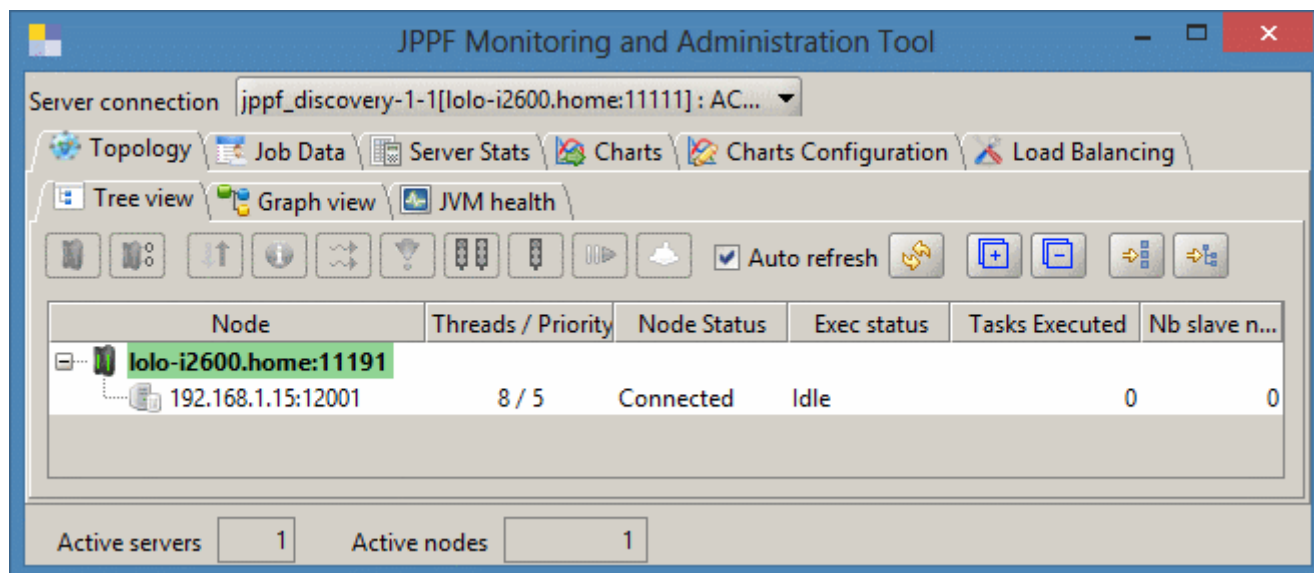 JPPF Monitoring and Administration Tool
Server connection jppf_discovery-1-1[lolo-i2600.home:11111] : AC...
Topology Job Data Server Stats Charts Charts Configuration Load Balancing
Tree view Graph view JVM health
Auto refresh
Node Threads / Priority Node Status Exec status Tasks Executed Nb slave n...
lolo-i2600.home:11191
192.168.1.15:12001 8 / 5 Connected Idle 0 0
Active servers 1 Active nodes 1